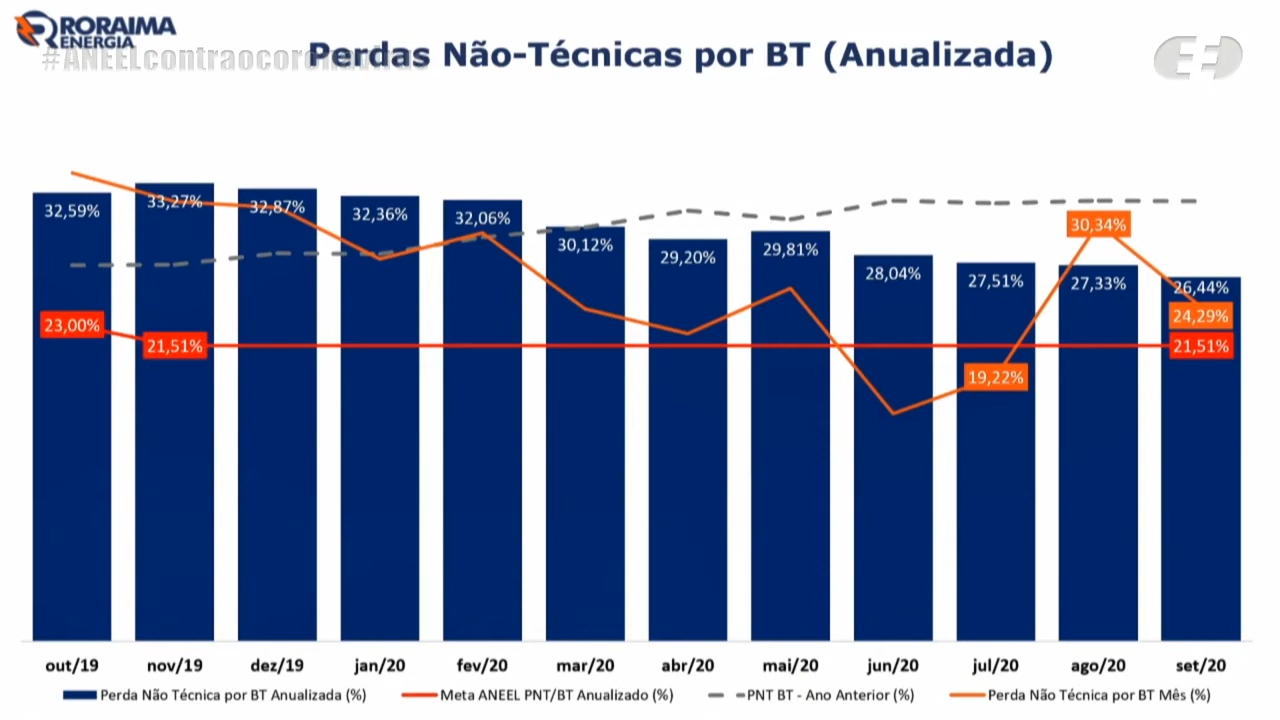 RORAIMA
ENERGIA
#ANEELcontraocoronavírus
Perdas Não-Técnicas por BT (Anualizada)
32,59%
33,27%
32,87%
32,36%
32,06%
30,12%
29,20%
29,81%
28,04%
27,51%
27,33%
26,44%
30,34%
24,29%
23,00%
21,51%
21,51%
19,22%
out/19
nov/19
dez/19
jan/20
fev/20
mar/20
abr/20
mai/20
jun/20
jul/20
ago/20
set/20
Perda Não Técnica por BT Anualizada (%)
Meta ANEEL PNT/BT Anualizado (%)
PNT BT - Ano Anterior (%)
Perda Não Técnica por BT Mês (%)